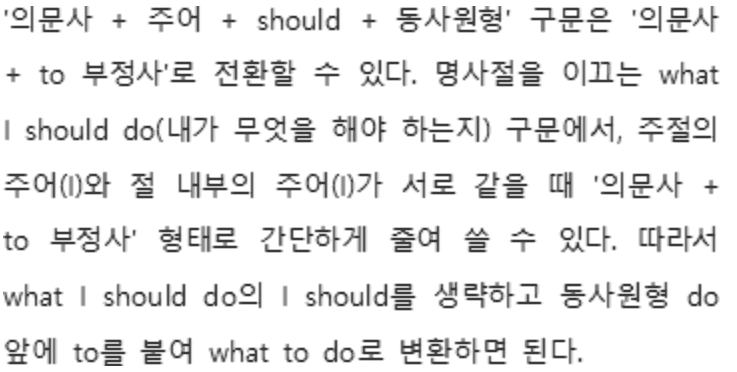 '의문사 + 주어 + should + 동사원형' 구문은 '의문사
+ to 부정사'로 전환할 수 있다. 명사절을 이끄는 what
I should do(내가 무엇을 해야 하는지) 구문에서, 주절의
주어(I)와 절 내부의 주어(I)가 서로 같을 때 '의문사 +
to 부정사' 형태로 간단하게 줄여 쓸 수 있다. 따라서
what I should do의 I should를 생략하고 동사원형 do
앞에 to를 붙여 what to do로 변환하면 된다.